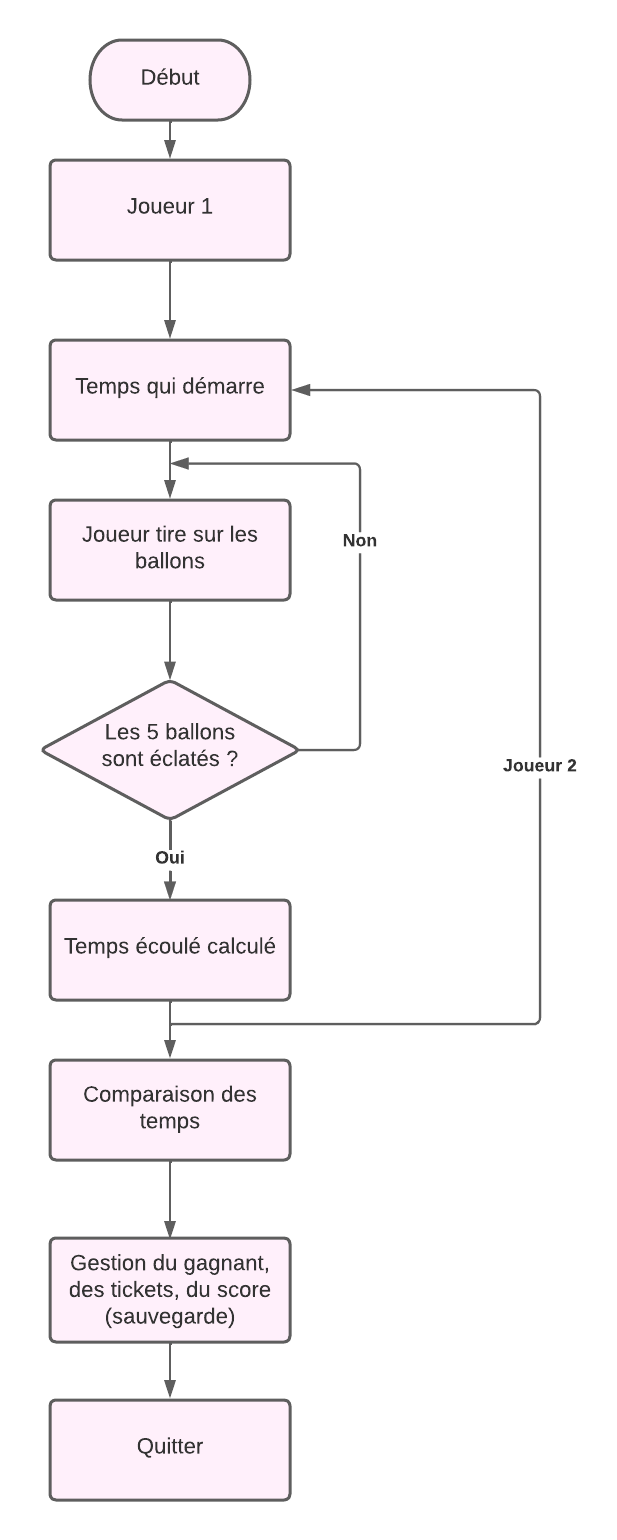 Début
Joueur 1
Temps qui démarre
Joueur tire sur les
ballons
Non
Les 5 ballons
sont éclatés ?
Joueur 2
Oui
Temps écoulé calculé
Comparaison des
temps
Gestion du gagnant,
des tickets, du score
(sauvegarde)
Quitter